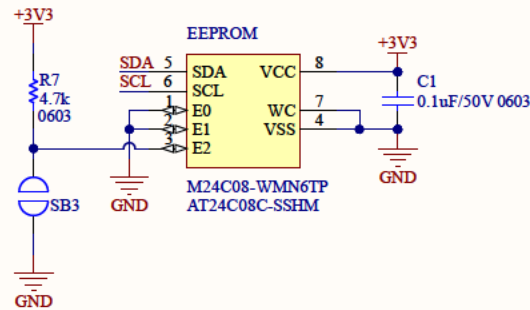 +3V3
EEPROM
R7
4.7k
0603
SDA 5
SCL 6
1
2
3
SDA
SCL
E0
E1
E2
VCC
WC
VSS
8
7
4
+3V3
C1
0.1uF/50V 0603
GND
GND
M24C08-WMN6TP
AT24C08C-SSHM
SB3
GND